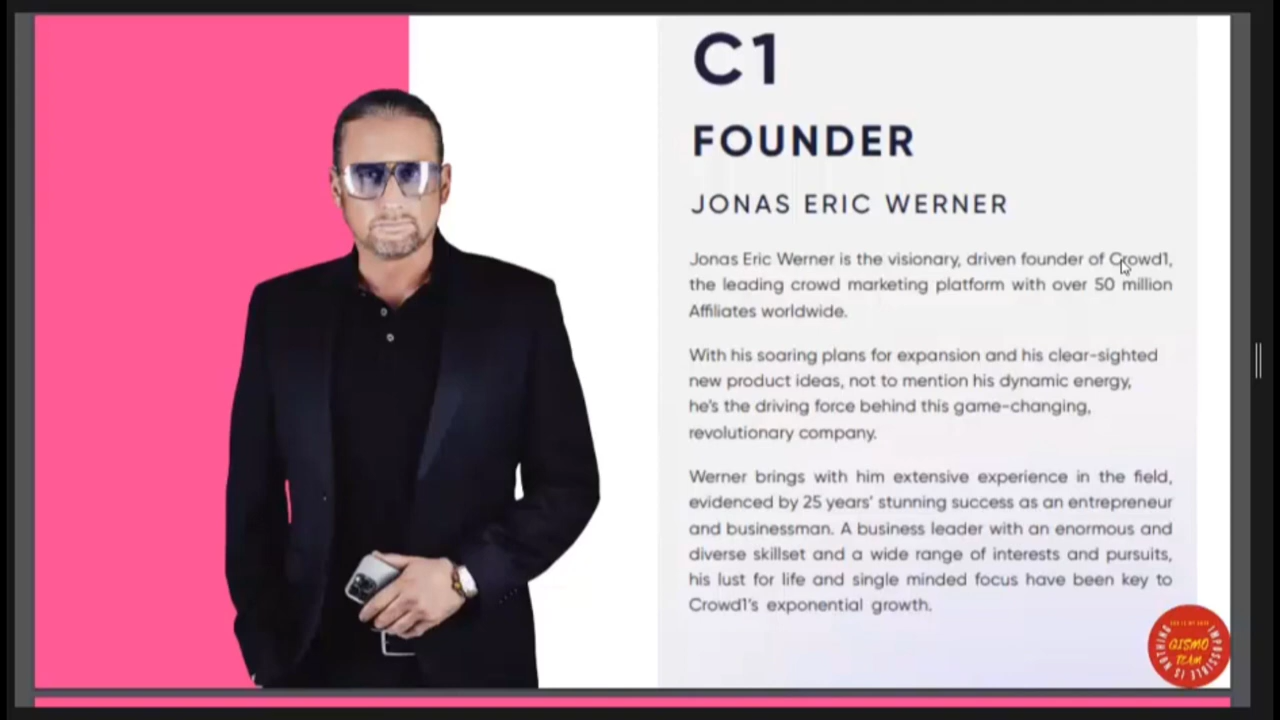 C1
FOUNDER
JONAS ERIC WERNER
Jonas Eric Werner is the visionary, driven founder of Crowd1,
the leading crowd marketing platform with over 50 million
Affiliates worldwide.
With his soaring plans for expansion and his clear-sighted
new product ideas, not to mention his dynamic energy,
he's the driving force behind this game-changing,
revolutionary company.
Werner brings with him extensive experience in the field,
evidenced by 25 years' stunning success as an entrepreneur
and businessman. A business leader with an enormous and
diverse skillset and a wide range of interests and pursuits,
his lust for life and single minded focus have been key to
Crowd1's exponential growth.
GISMO
TEAM
IMPOSSIBLE IS NOTHING